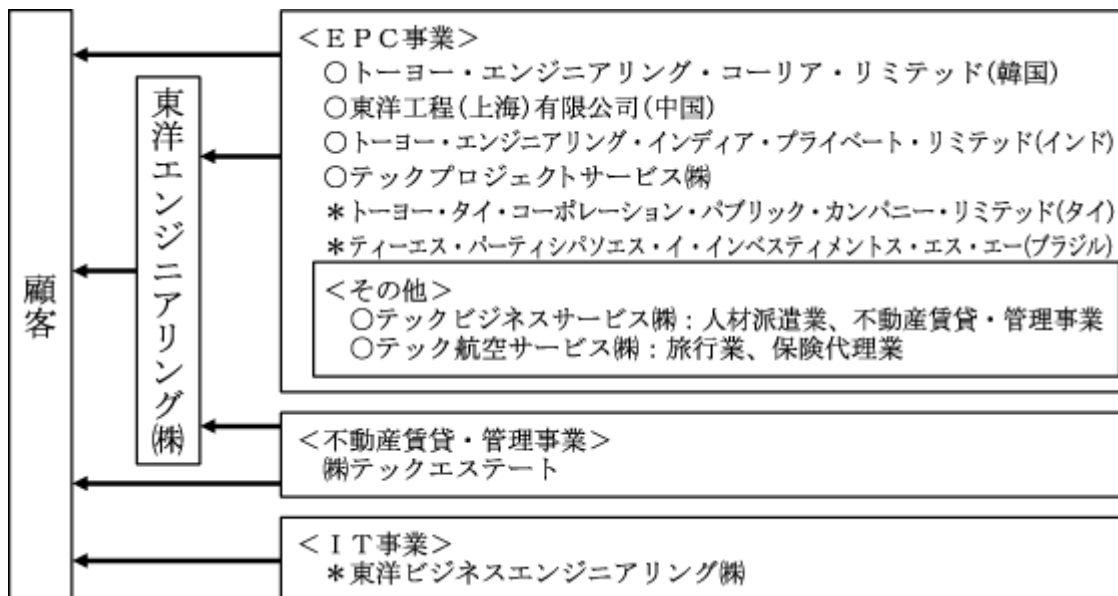 顧客
東洋エンジニアリング㈱
＜ＥＰＣ事業＞
○トーヨー・エンジニアリング・コーリア・リミテッド(韓国)
○東洋工程(上海)有限公司(中国)
○トーヨー・エンジニアリング・インディア・プライベート・リミテッド(インド)
○テックプロジェクトサービス㈱
＊トーヨー・タイ・コーポレーション・パブリック・カンパニー・リミテッド(タイ)
＊ティーエス・パーティシパソエス・イ・インベスティメントス・エス・エー(ブラジル)
＜その他＞
○テックビジネスサービス㈱：人材派遣業、不動産賃貸・管理事業
○テック航空サービス㈱：旅行業、保険代理業
＜不動産賃貸・管理事業＞
㈱テックエステート
＜ＩＴ事業＞
＊東洋ビジネスエンジニアリング㈱